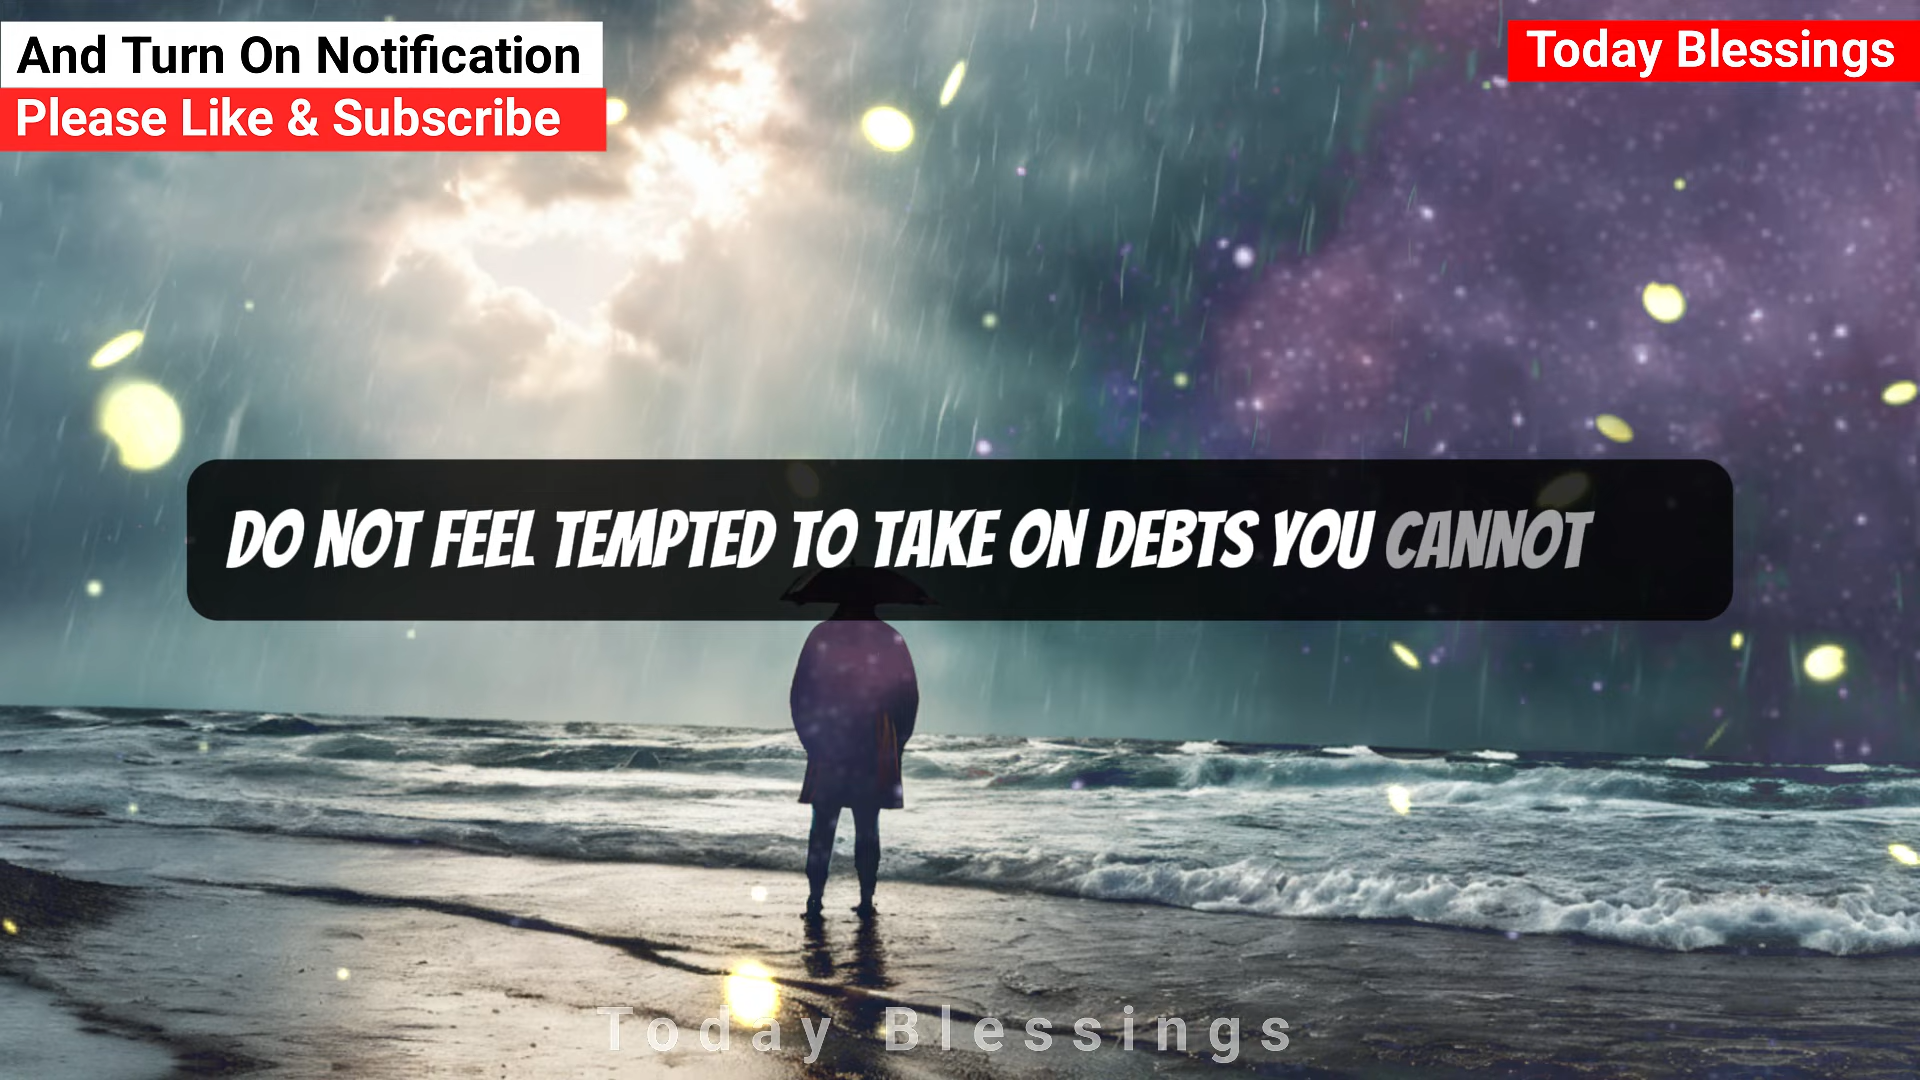 And Turn On Notification
Please Like & Subscribe
Today Blessings
DO NOT FEEL TEMPTED TO TAKE ON DEBTS YOU CANNOT
Today Blessings